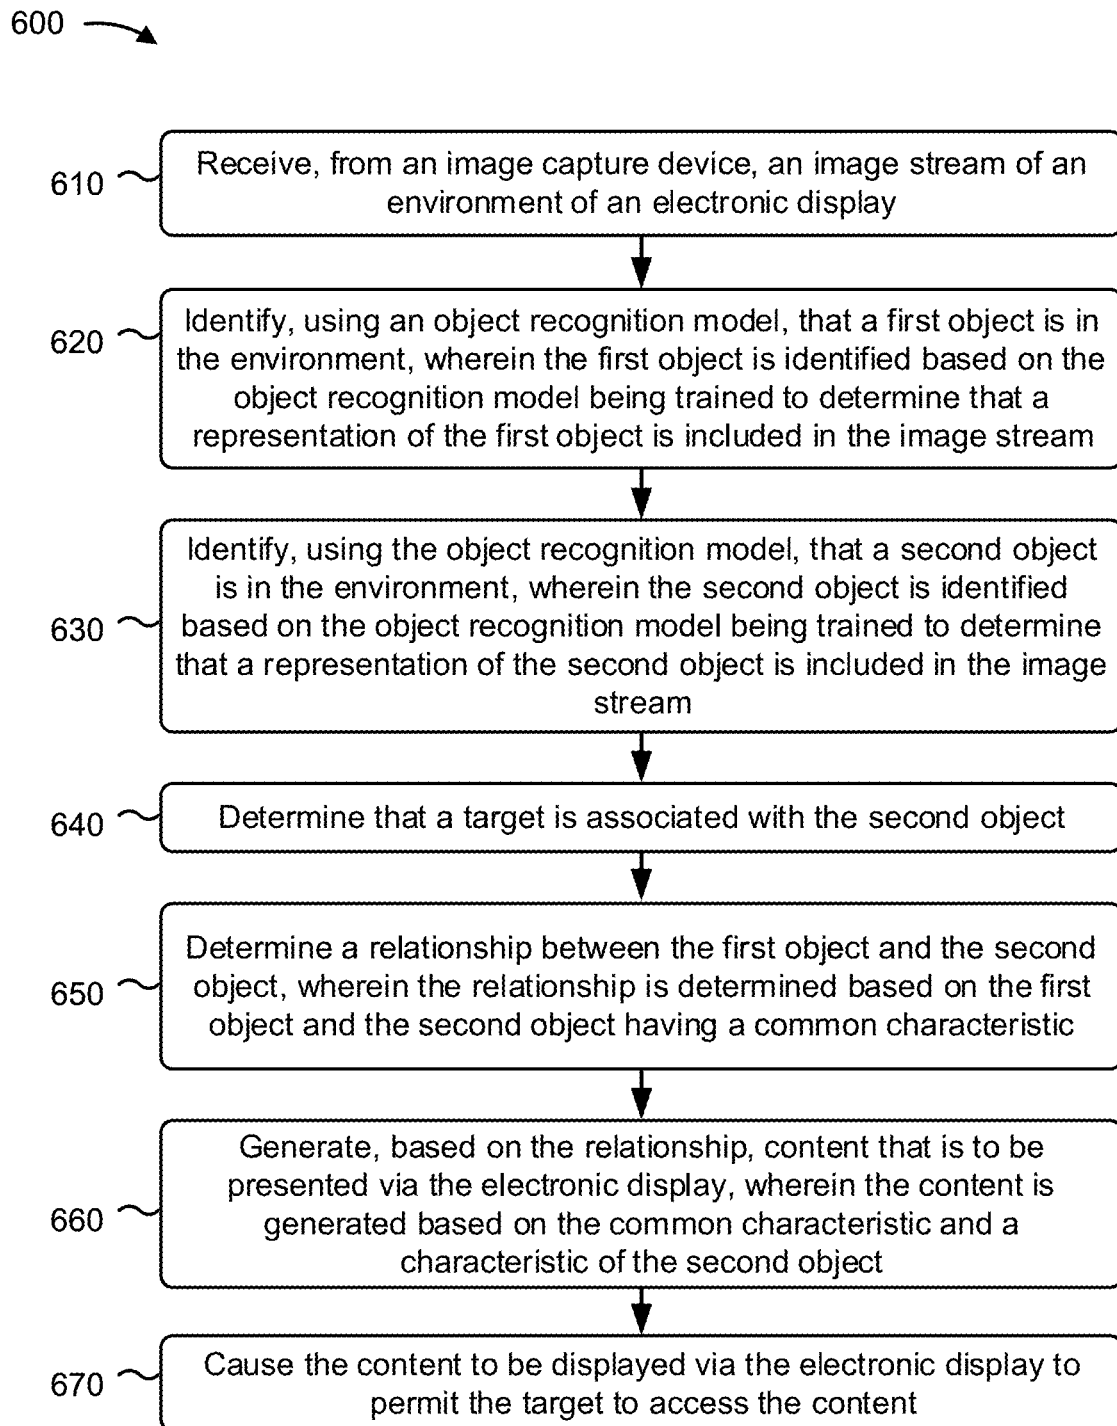 600
610
Receive, from an image capture device, an image stream of an
environment of an electronic display
620
Identify, using an object recognition model, that a first object is in
the environment, wherein the first object is identified based on the
object recognition model being trained to determine that a
representation of the first object is included in the image stream
630
Identify, using the object recognition model, that a second object
is in the environment, wherein the second object is identified
based on the object recognition model being trained to determine
that a representation of the second object is included in the image
stream
640
Determine that a target is associated with the second object
650
Determine a relationship between the first object and the second
object, wherein the relationship is determined based on the first
object and the second object having a common characteristic
660
Generate, based on the relationship, content that is to be
presented via the electronic display, wherein the content is
generated based on the common characteristic and a
characteristic of the second object
670
Cause the content to be displayed via the electronic display to
permit the target to access the content